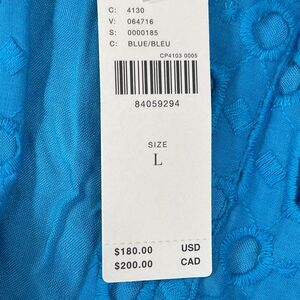 C: 4130
V: 064716
S: 0000185
C: BLUE/BLEU
CP4103 0005
84059294
SIZE
L
$180.00 USD
$200.00 CAD